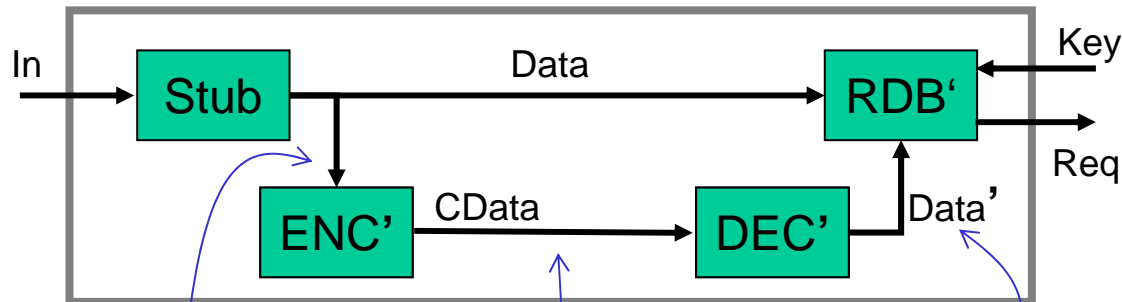 In
Stub
Data
RDB‘
Key
Req
ENC’
CData
DEC’
Data’